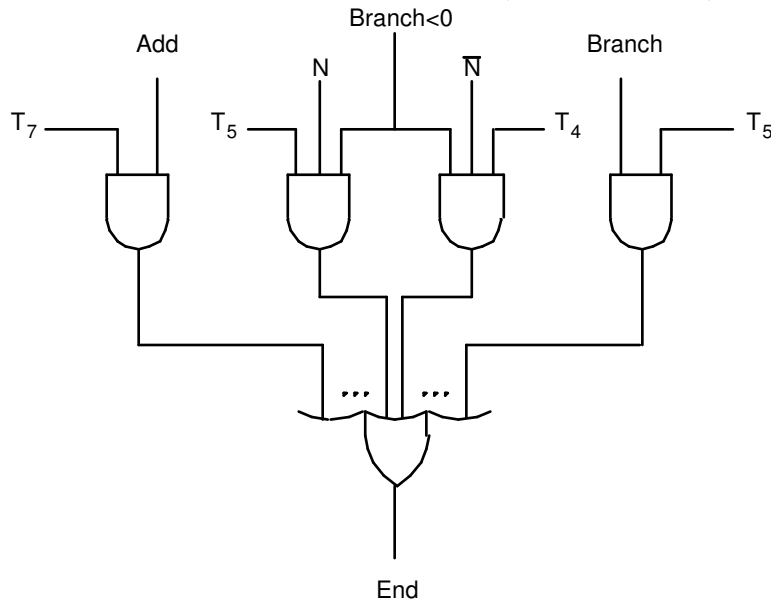 Branch<0
Add
Branch
N
N̅
T₇
T₅
T₄
T₅
...
...
End